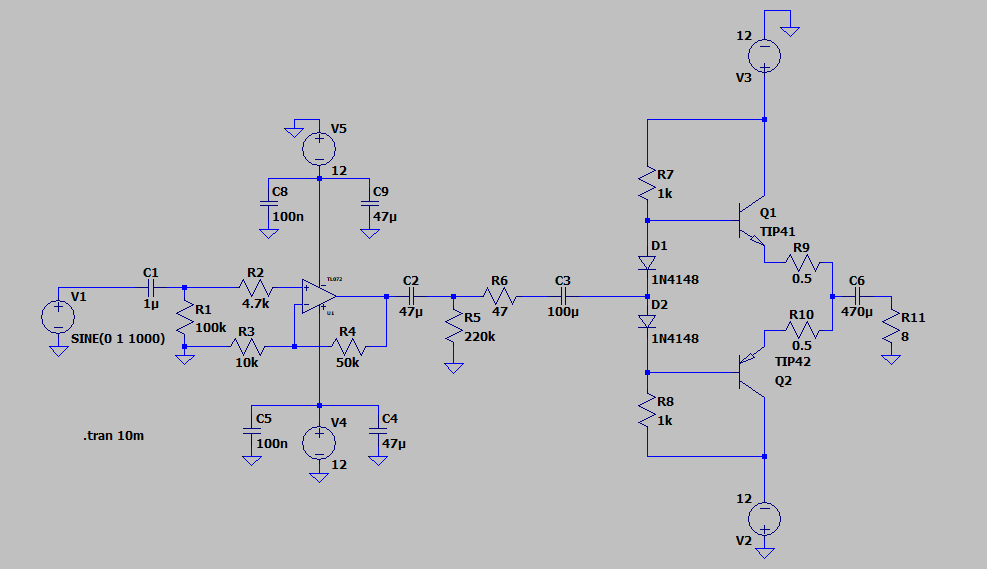 12
V3
V5
12
C8
100n
C9
47µ
R7
1k
Q1
TIP41
R9
0.5
D1
1N4148
C1
1µ
R2
4.7k
TL072
U1
C2
47µ
R6
47
C3
100µ
C6
470µ
V1
SINE(0 1 1000)
R1
100k
R3
10k
R4
50k
R5
220k
D2
1N4148
R10
0.5
R11
8
TIP42
Q2
R8
1k
C5
100n
V4
12
C4
47µ
.tran 10m
12
V2